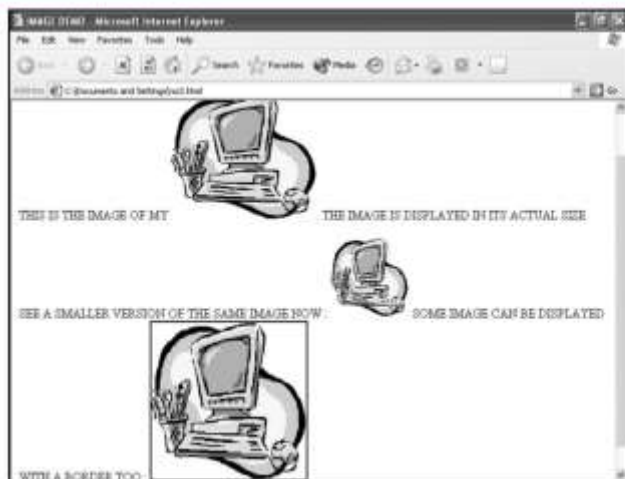 IMAGE DEMO - Microsoft Internet Explorer
File Edit View Favorites Tools Help
Search Favorites Media
Go
THIS IS THE IMAGE OF MY THE IMAGE IS DISPLAYED IN ITS ACTUAL SIZE
SEE A SMALLER VERSION OF THE SAME IMAGE NOW : SOME IMAGE CAN BE DISPLAYED
WITH A BORDER TOO :